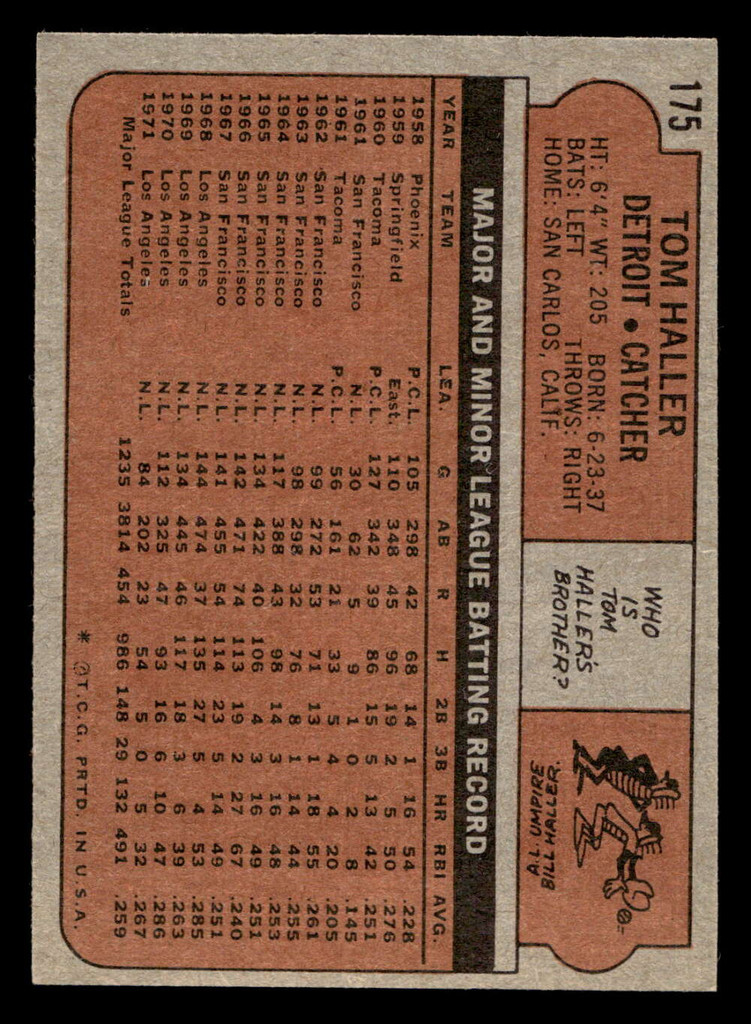 175
TOM HALLER
DETROIT • CATCHER
HT: 6'4" WT: 205 BORN: 6-23-37
BATS: LEFT THROWS: RIGHT
HOME: SAN CARLOS, CALIF.
WHO
IS
TOM
HALLER'S
BROTHER?
A.L. UMPIRE
BILL HALLER.
MAJOR AND MINOR LEAGUE BATTING RECORD
YEAR TEAM LEA. G AB R H 2B 3B HR RBI AVG.
1958 Phoenix P.C.L. 105 298 42 68 14 1 16 54 .228
1959 Springfield East. 110 348 45 96 19 2 5 50 .276
1960 Tacoma P.C.L. 127 342 39 86 15 5 13 42 .251
1961 San Francisco N.L. 30 62 5 9 1 0 2 8 .145
1961 Tacoma P.C.L. 56 161 21 33 5 4 4 20 .205
1962 San Francisco N.L. 99 272 53 71 13 1 18 55 .261
1963 San Francisco N.L. 98 298 32 76 8 1 14 44 .255
1964 San Francisco N.L. 117 388 43 98 14 3 16 48 .253
1965 San Francisco N.L. 134 422 40 106 4 3 16 49 .251
1966 San Francisco N.L. 142 471 74 113 19 2 27 67 .240
1967 San Francisco N.L. 141 455 54 114 23 5 14 49 .251
1968 Los Angeles N.L. 144 474 37 135 27 5 4 53 .285
1969 Los Angeles N.L. 134 445 46 117 18 3 6 39 .263
1970 Los Angeles N.L. 112 325 47 93 16 6 10 47 .286
1971 Los Angeles N.L. 84 202 23 54 5 0 5 32 .267
Major League Totals 1235 3814 454 986 148 29 132 491 .259
* ©T.C.G. PRTD. IN U.S.A.